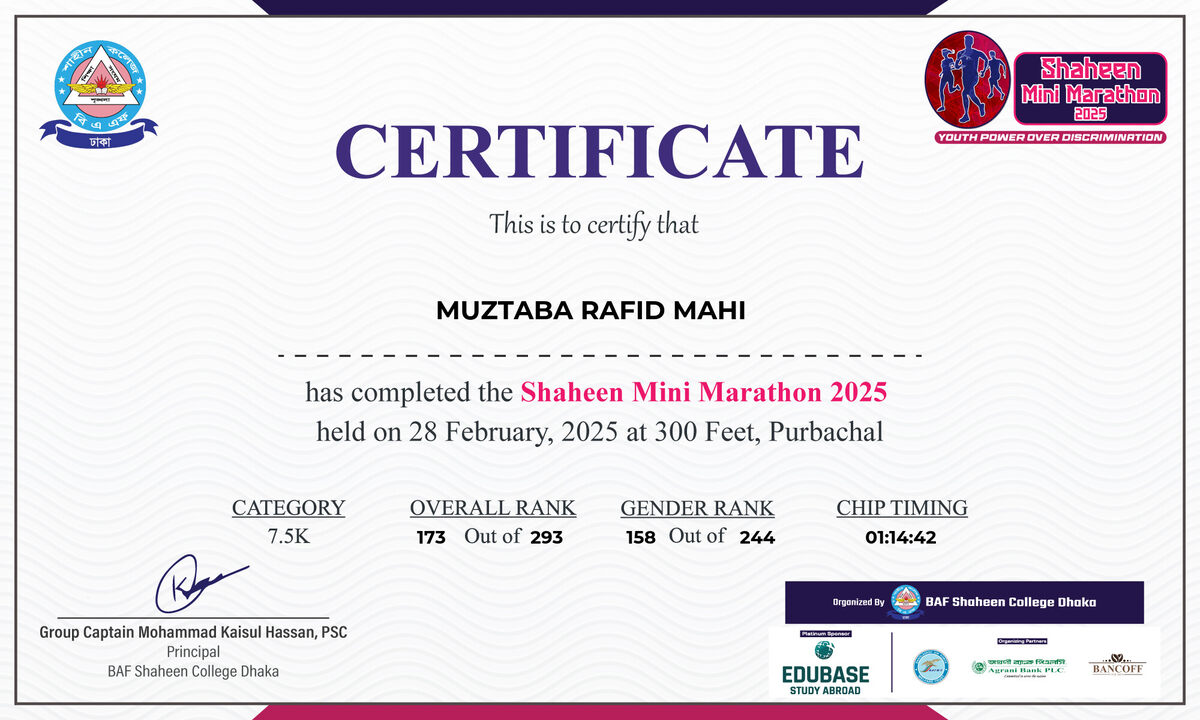 শাহীন কলেজ
শিক্ষা
সংযম
শৃঙ্খলা
বি এ এফ
ঢাকা
Shaheen
Mini Marathon
2025
YOUTH POWER OVER DISCRIMINATION
CERTIFICATE
This is to certify that
MUZTABA RAFID MAHI
has completed the Shaheen Mini Marathon 2025
held on 28 February, 2025 at 300 Feet, Purbachal
CATEGORY OVERALL RANK GENDER RANK CHIP TIMING
7.5K 173 Out of 293 158 Out of 244 01:14:42
Group Captain Mohammad Kaisul Hassan, PSC
Principal
BAF Shaheen College Dhaka
Organized By BAF Shaheen College Dhaka
Platinum Sponsor
EDUBASE
STUDY ABROAD
Organizing Partners
অগ্রণী ব্যাংক পিএলসি.
Agrani Bank PLC.
BANCOFF